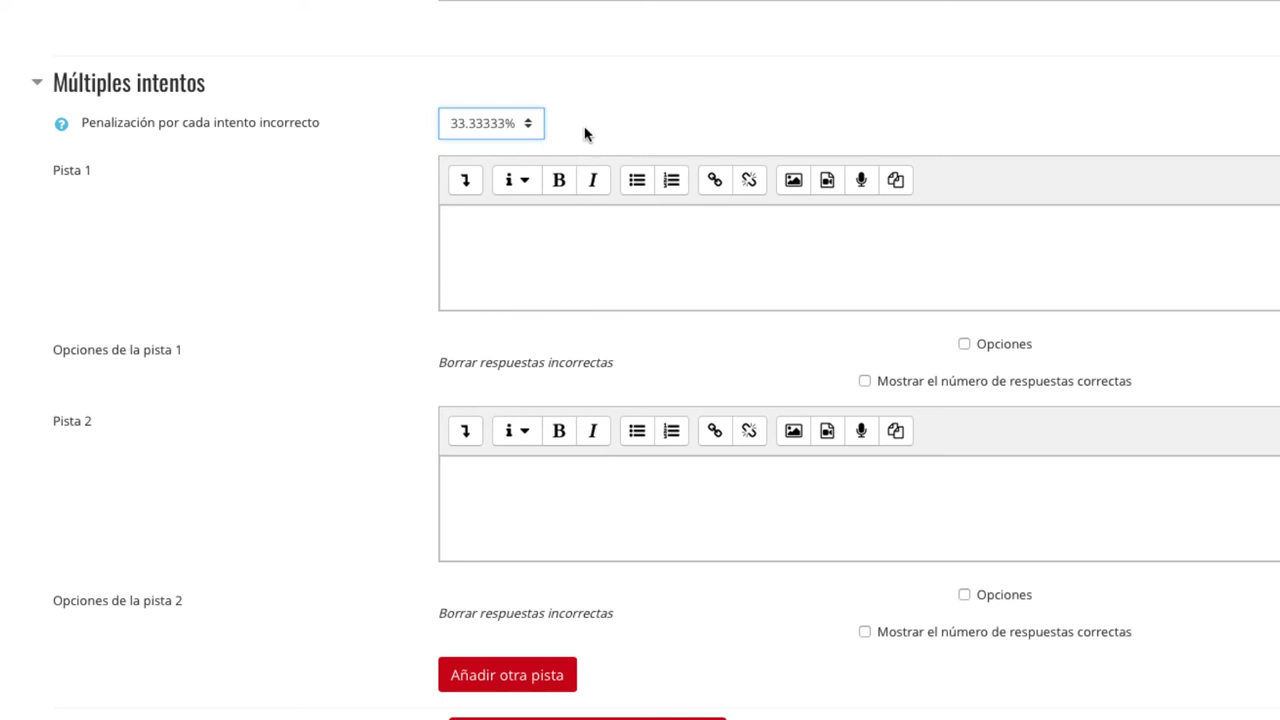 Múltiples intentos
Penalización por cada intento incorrecto
33.33333%
Pista 1
i B I
Opciones de la pista 1
Borrar respuestas incorrectas
Opciones
Mostrar el número de respuestas correctas
Pista 2
i B I
Opciones de la pista 2
Borrar respuestas incorrectas
Opciones
Mostrar el número de respuestas correctas
Añadir otra pista